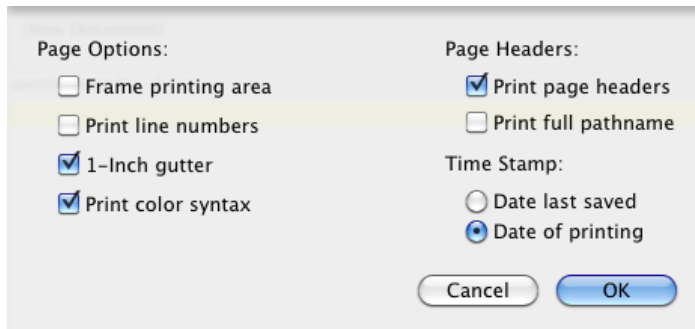 Page Options:
Frame printing area
Print line numbers
1-Inch gutter
Print color syntax
Page Headers:
Print page headers
Print full pathname
Time Stamp:
Date last saved
Date of printing
Cancel
OK